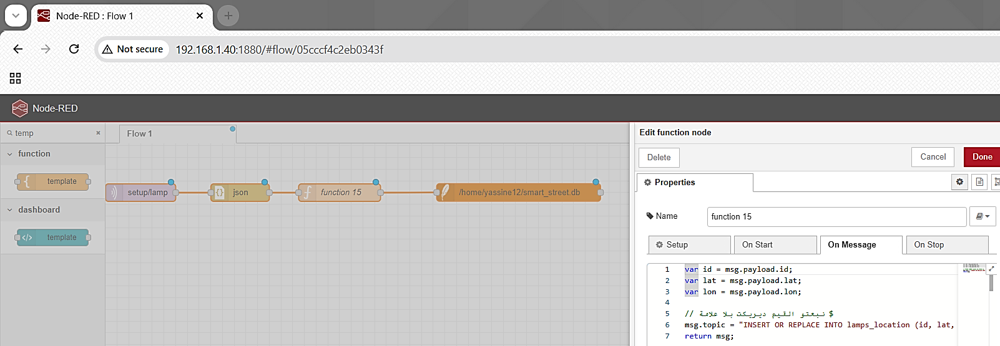 Node-RED : Flow 1
Not secure 192.168.1.40:1880/#flow/05cccf4c2eb0343f
Node-RED
temp
function
template
dashboard
template
Flow 1
setup/lamp
json
function 15
/home/yassine12/smart_street.db
Edit function node
Delete
Cancel
Done
Properties
Name
function 15
Setup
On Start
On Message
On Stop
1 var id = msg.payload.id;
2 var lat = msg.payload.lat;
3 var lon = msg.payload.lon;
4
5 // نبعتو القيم ديريكت بلا علامة $
6 msg.topic = "INSERT OR REPLACE INTO lamps_location (id, lat,
7 return msg;